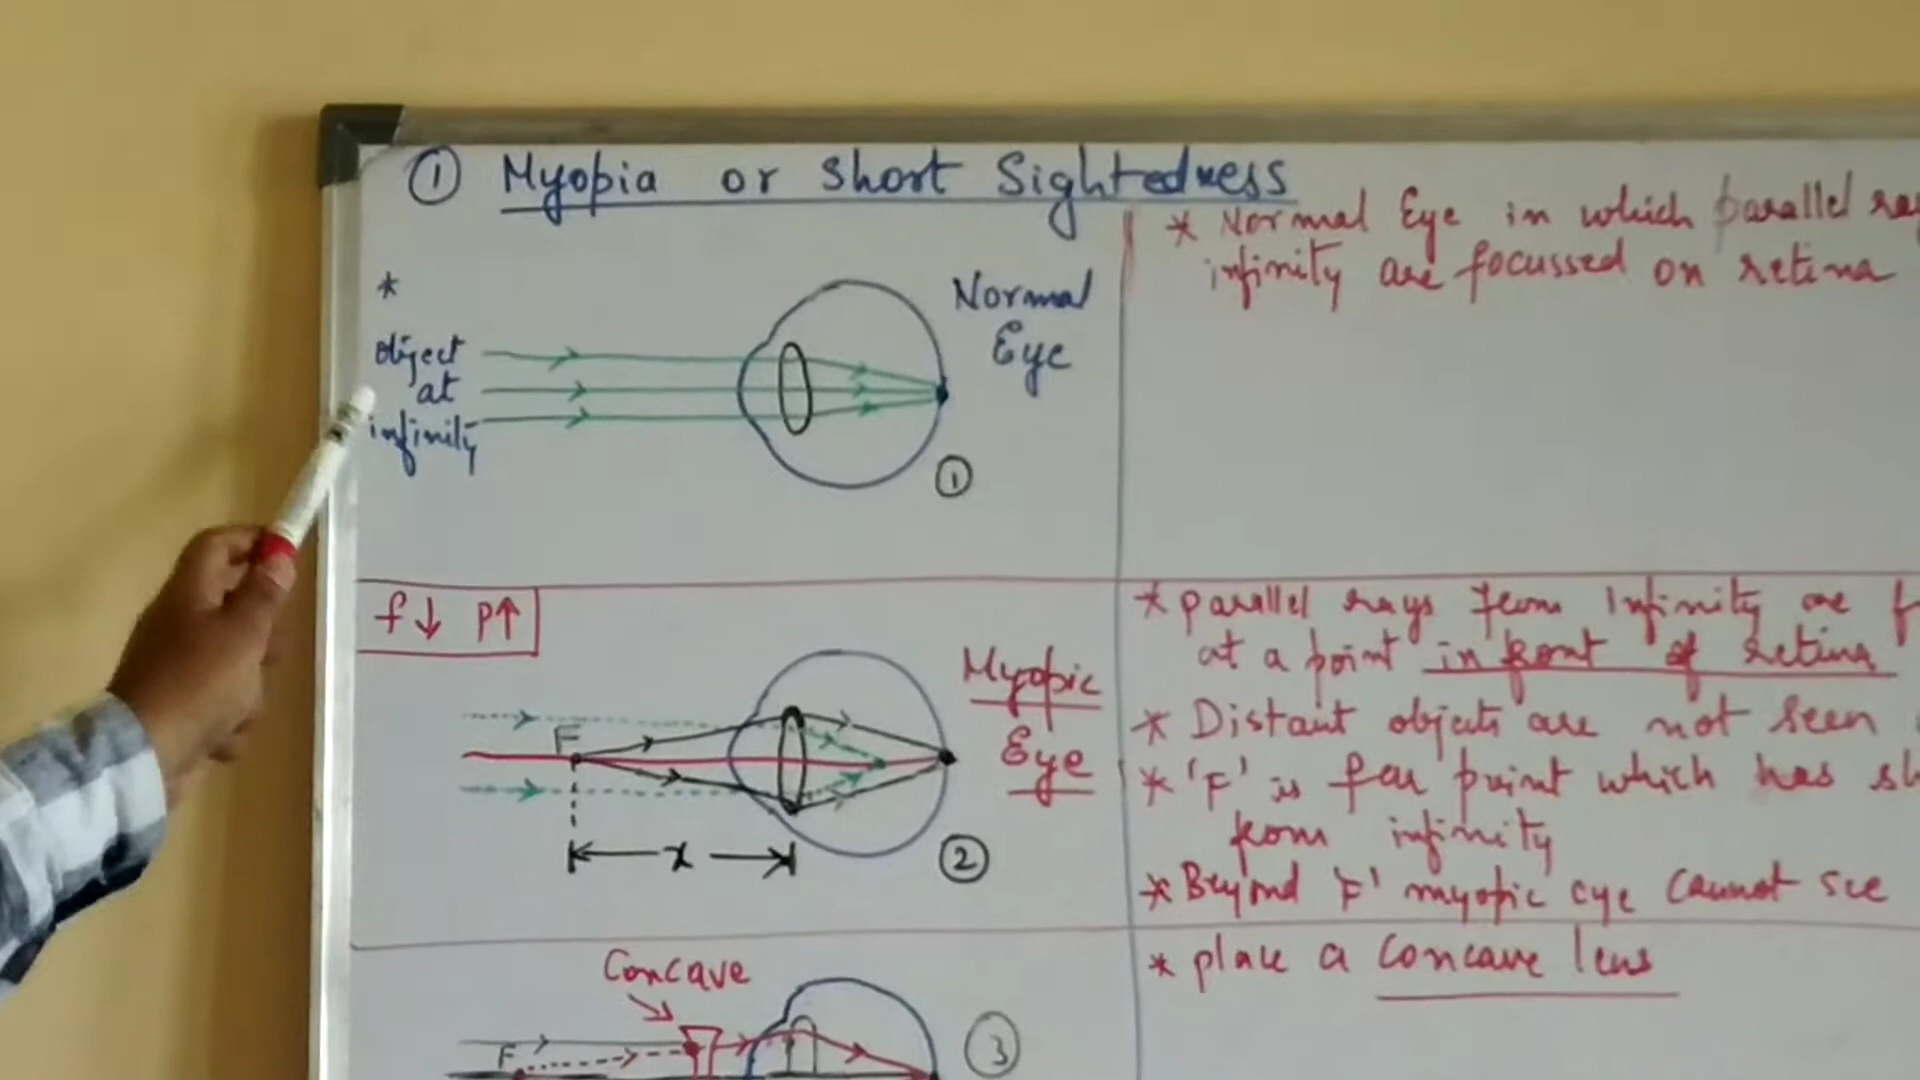 ① Myopia or Short Sightedness
*
object
at
infinity
Normal
Eye
①
* Normal Eye in which parallel
infinity are focussed on retina
f↓ P↑
F
x
Myopic
Eye
②
* parallel rays from Infinity are
at a point in front of retina
* Distant objects are not seen
* 'F' is far point which has
from infinity
* Beyond 'F' myopic eye cannot see
Concave
F
③
* place a concave lens